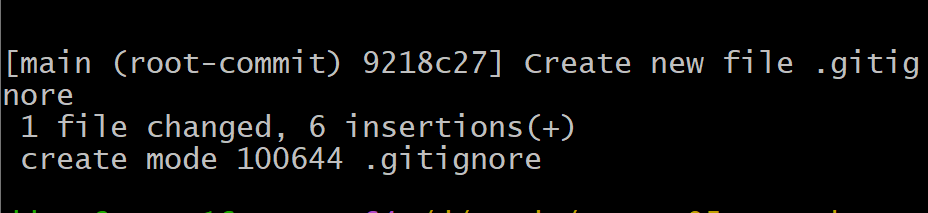 [main (root-commit) 9218c27] Create new file .gitig
nore
1 file changed, 6 insertions(+)
create mode 100644 .gitignore